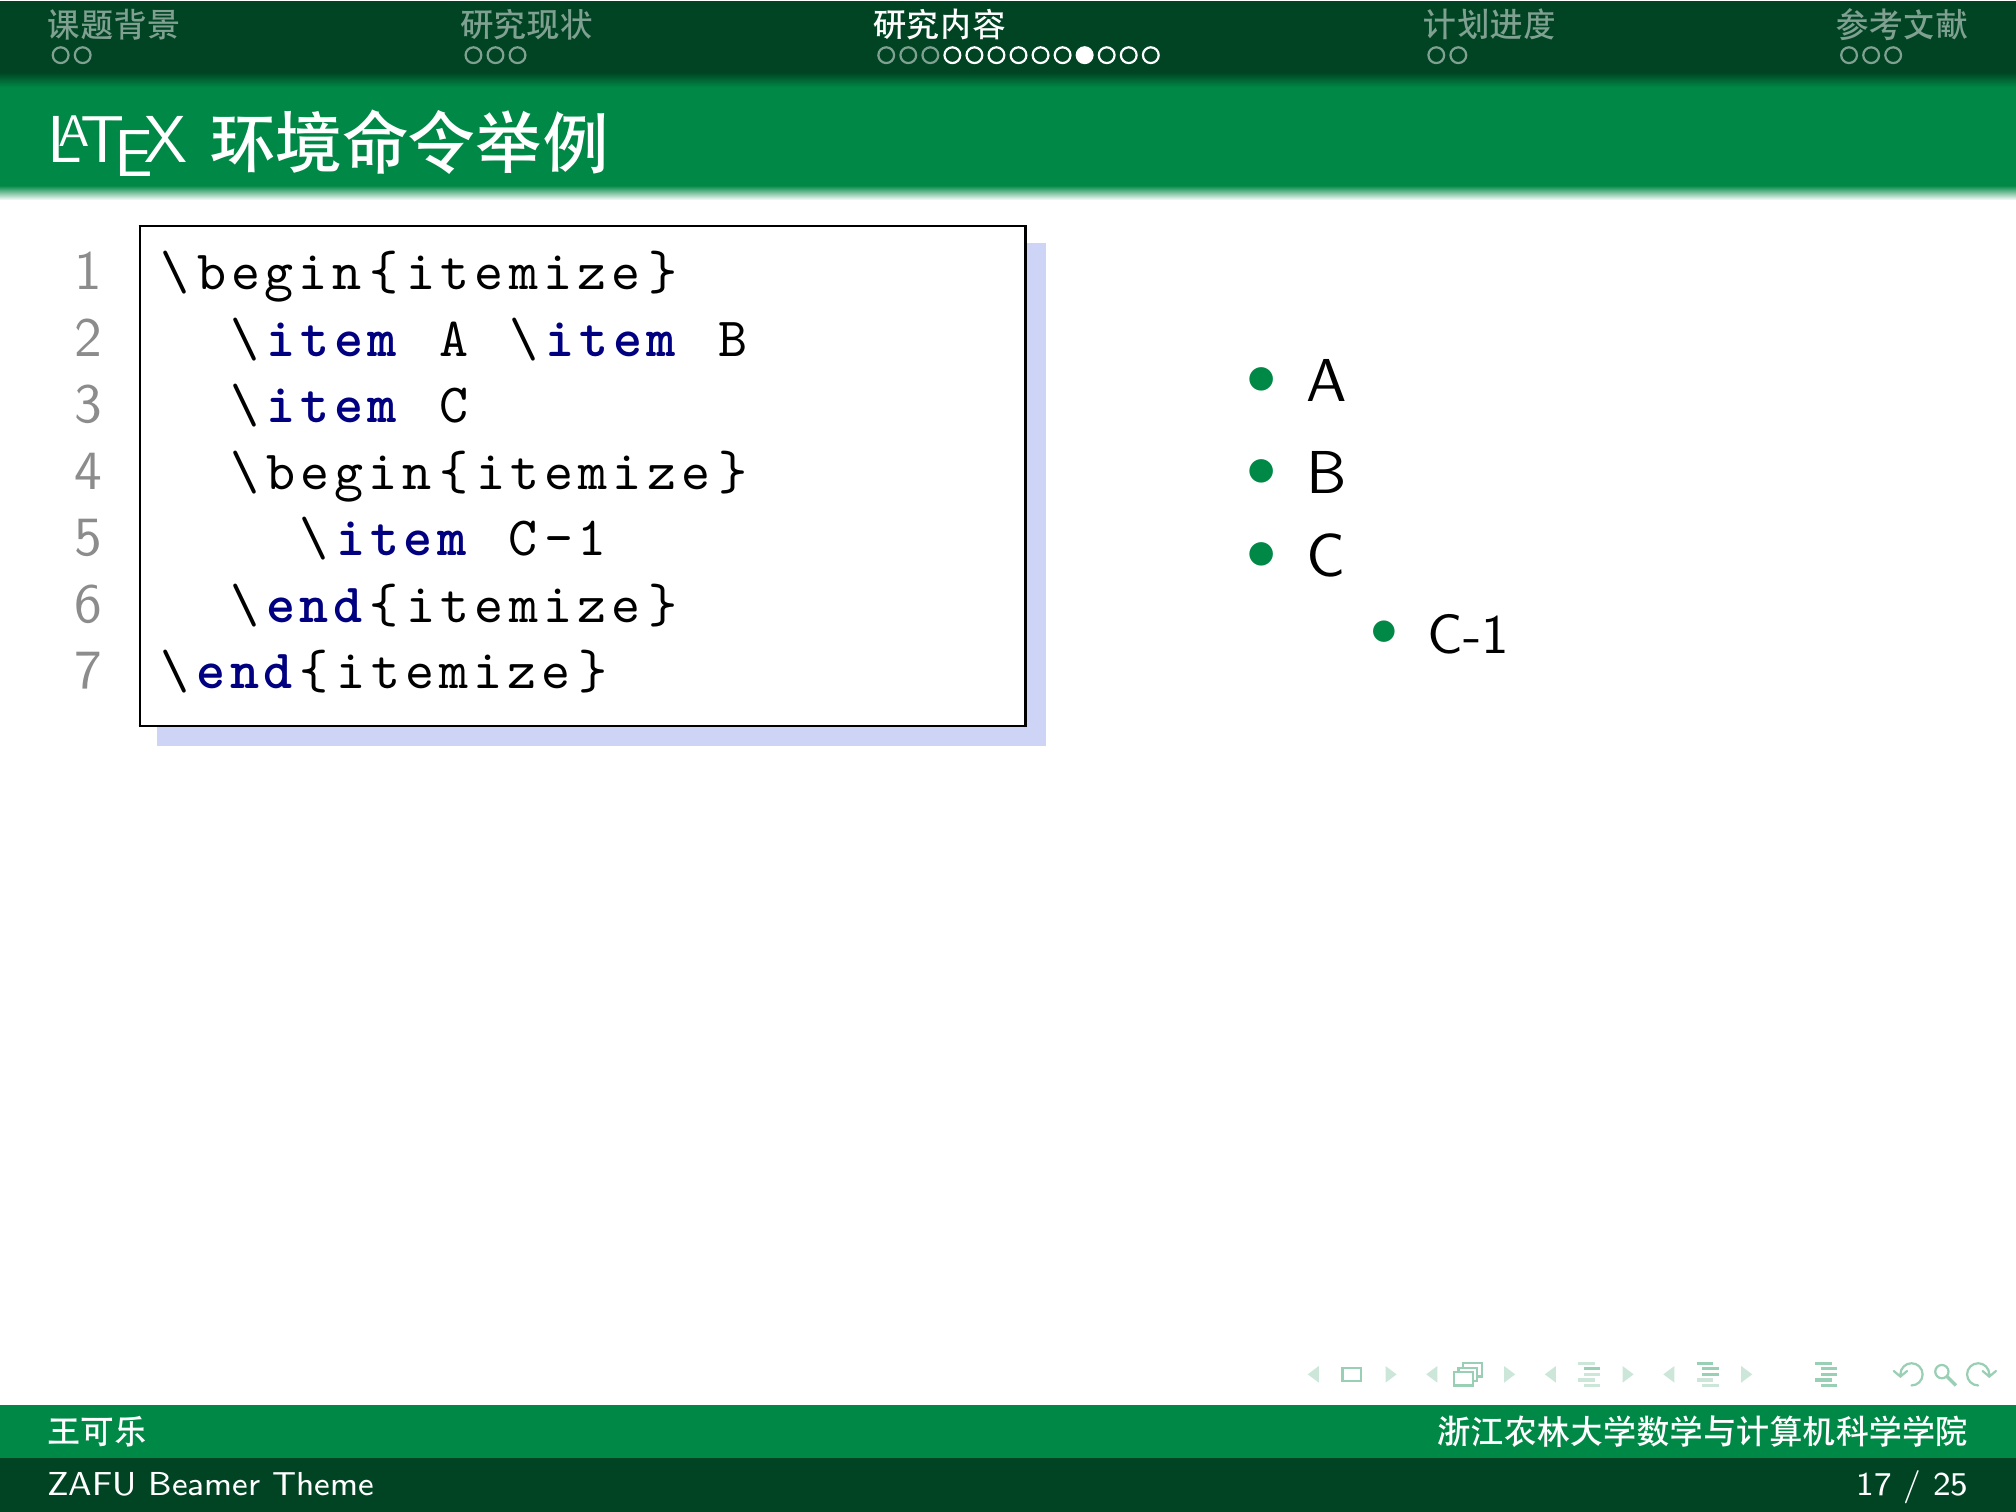 课题背景 研究现状 研究内容 计划进度 参考文献
LATEX 环境命令举例
1 \begin{itemize}
2   \item A \item B
3   \item C
4   \begin{itemize}
5     \item C-1
6   \end{itemize}
7 \end{itemize}
• A
• B
• C
• C-1
王可乐 浙江农林大学数学与计算机科学学院
ZAFU Beamer Theme 17 / 25